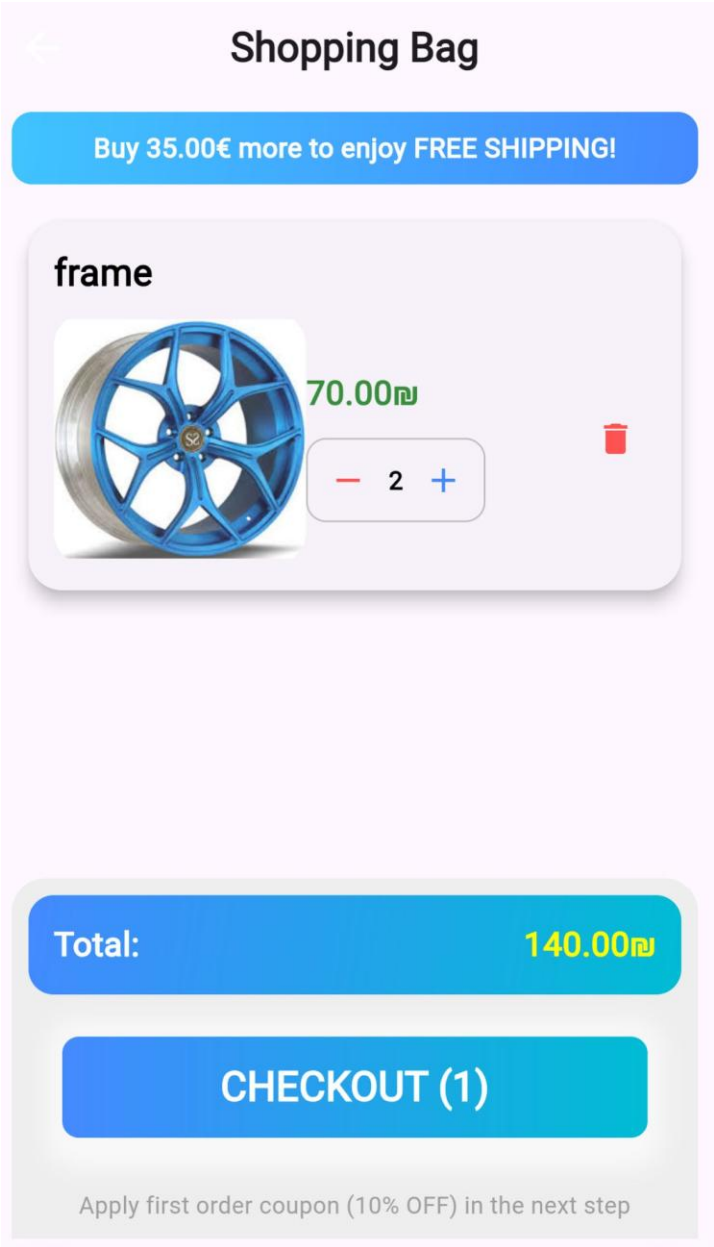 Shopping Bag
Buy 35.00€ more to enjoy FREE SHIPPING!
frame
70.00₪
2
Total:
140.00₪
CHECKOUT (1)
Apply first order coupon (10% OFF) in the next step